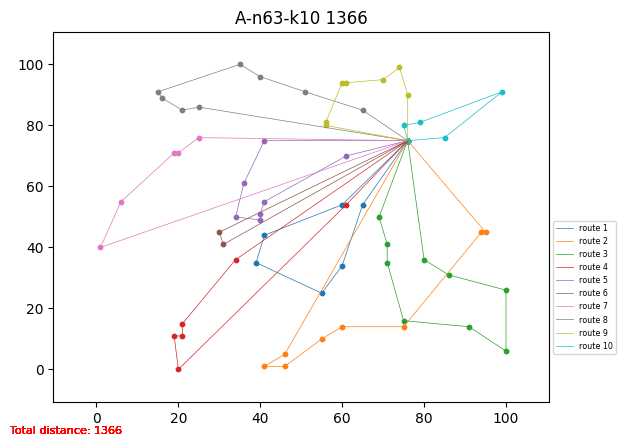 A-n63-k10 1366
100
80
60
40
20
0
0 20 40 60 80 100
route 1
route 2
route 3
route 4
route 5
route 6
route 7
route 8
route 9
route 10
Total distance: 1366